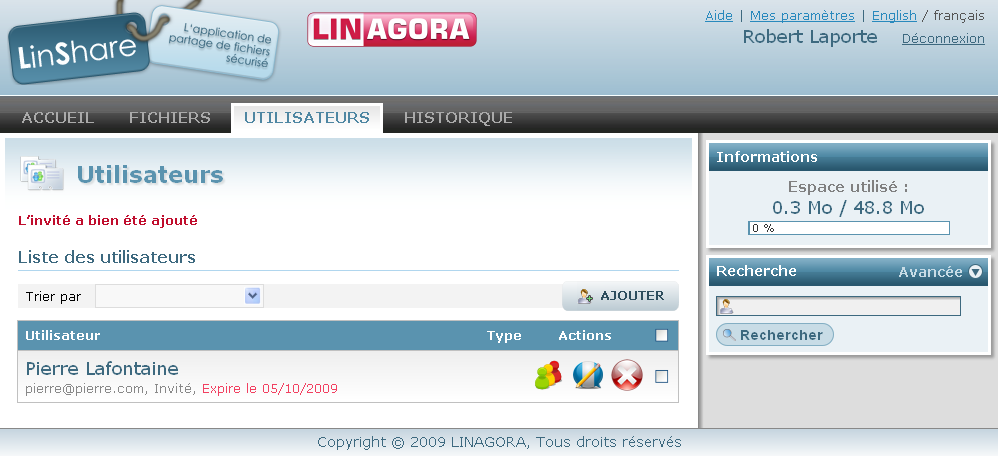 LinShare
L'application de
partage de fichiers
sécurisé
LINAGORA
Aide | Mes paramètres | English / français
Robert Laporte Déconnexion
ACCUEIL FICHIERS UTILISATEURS HISTORIQUE
Utilisateurs
L'invité a bien été ajouté
Liste des utilisateurs
Trier par AJOUTER
Utilisateur Type Actions
Pierre Lafontaine
pierre@pierre.com, Invité, Expire le 05/10/2009
Informations
Espace utilisé :
0.3 Mo / 48.8 Mo
0 %
Recherche Avancée
Rechercher
Copyright © 2009 LINAGORA, Tous droits réservés